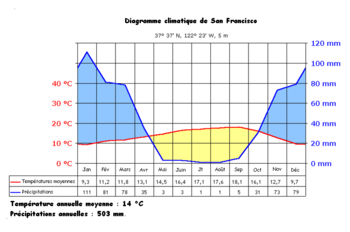 Diagramme climatique de San Francisco
37° 37' N, 122° 23' W, 5 m
120 mm
100 mm
40 °C 80 mm
30 °C 60 mm
20 °C 40 mm
10 °C 20 mm
0 °C 0 mm
Jan Fév Mars Avr Mai Juin Jt Août Sep Oct Nov Déc
Températures moyennes 9,3 11,2 11,8 13,1 14,5 16,4 17,1 17,6 18,1 16,1 12,7 9,7
Précipitations 111 81 78 35 3 3 1 1 5 31 73 79
Température annuelle moyenne : 14 °C
Précipitations annuelles : 503 mm